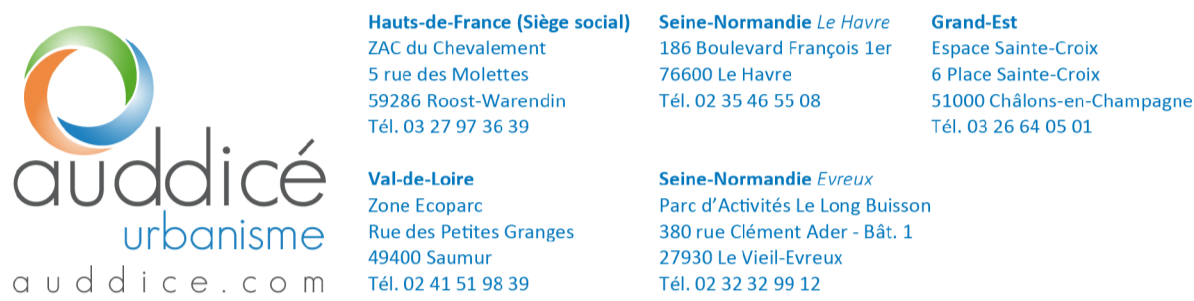 auddicé
urbanisme
auddice.com
Hauts-de-France (Siège social)
ZAC du Chevalement
5 rue des Molettes
59286 Roost-Warendin
Tél. 03 27 97 36 39
Seine-Normandie Le Havre
186 Boulevard François 1er
76600 Le Havre
Tél. 02 35 46 55 08
Grand-Est
Espace Sainte-Croix
6 Place Sainte-Croix
51000 Châlons-en-Champagne
Tél. 03 26 64 05 01
Val-de-Loire
Zone Ecoparc
Rue des Petites Granges
49400 Saumur
Tél. 02 41 51 98 39
Seine-Normandie Evreux
Parc d’Activités Le Long Buisson
380 rue Clément Ader - Bât. 1
27930 Le Vieil-Evreux
Tél. 02 32 32 99 12